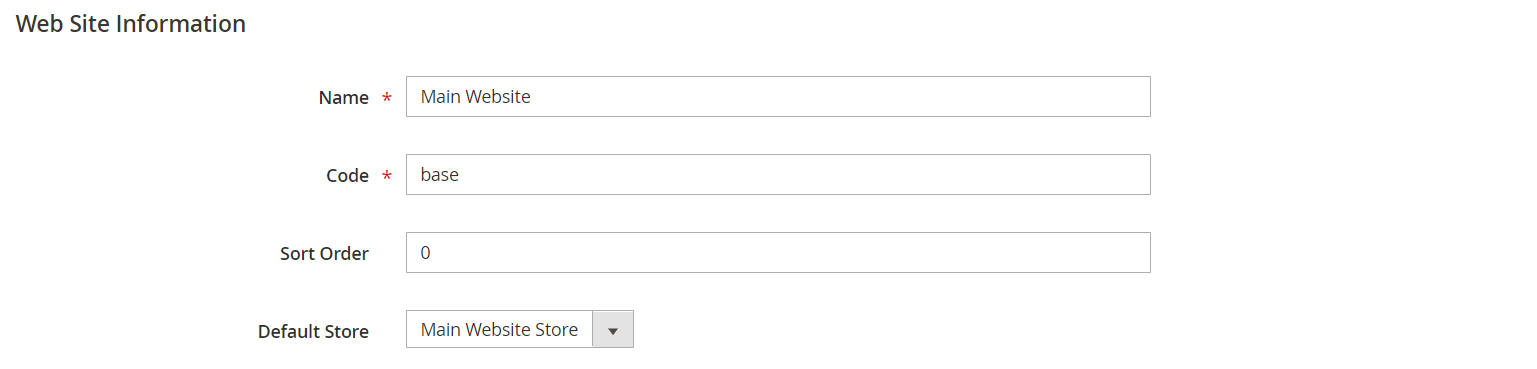 Web Site Information
Name * Main Website
Code * base
Sort Order 0
Default Store Main Website Store